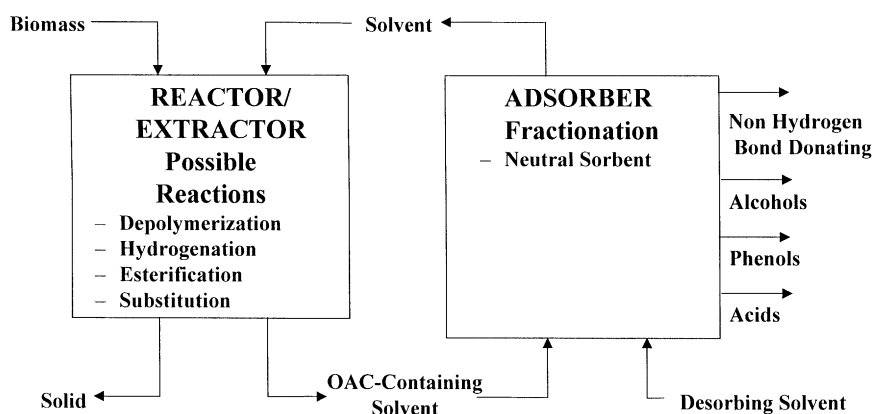 Biomass
Solvent
REACTOR/
EXTRACTOR
Possible
Reactions
– Depolymerization
– Hydrogenation
– Esterification
– Substitution
ADSORBER
Fractionation
– Neutral Sorbent
Non Hydrogen
Bond Donating
Alcohols
Phenols
Acids
Solid
OAC-Containing
Solvent
Desorbing Solvent